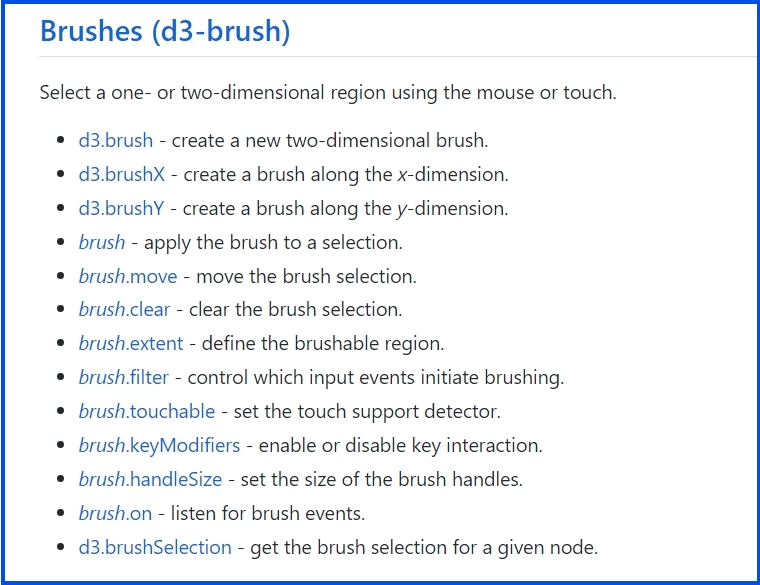 Brushes (d3-brush)
Select a one- or two-dimensional region using the mouse or touch.
• d3.brush - create a new two-dimensional brush.
• d3.brushX - create a brush along the x-dimension.
• d3.brushY - create a brush along the y-dimension.
• brush - apply the brush to a selection.
• brush.move - move the brush selection.
• brush.clear - clear the brush selection.
• brush.extent - define the brushable region.
• brush.filter - control which input events initiate brushing.
• brush.touchable - set the touch support detector.
• brush.keyModifiers - enable or disable key interaction.
• brush.handleSize - set the size of the brush handles.
• brush.on - listen for brush events.
• d3.brushSelection - get the brush selection for a given node.